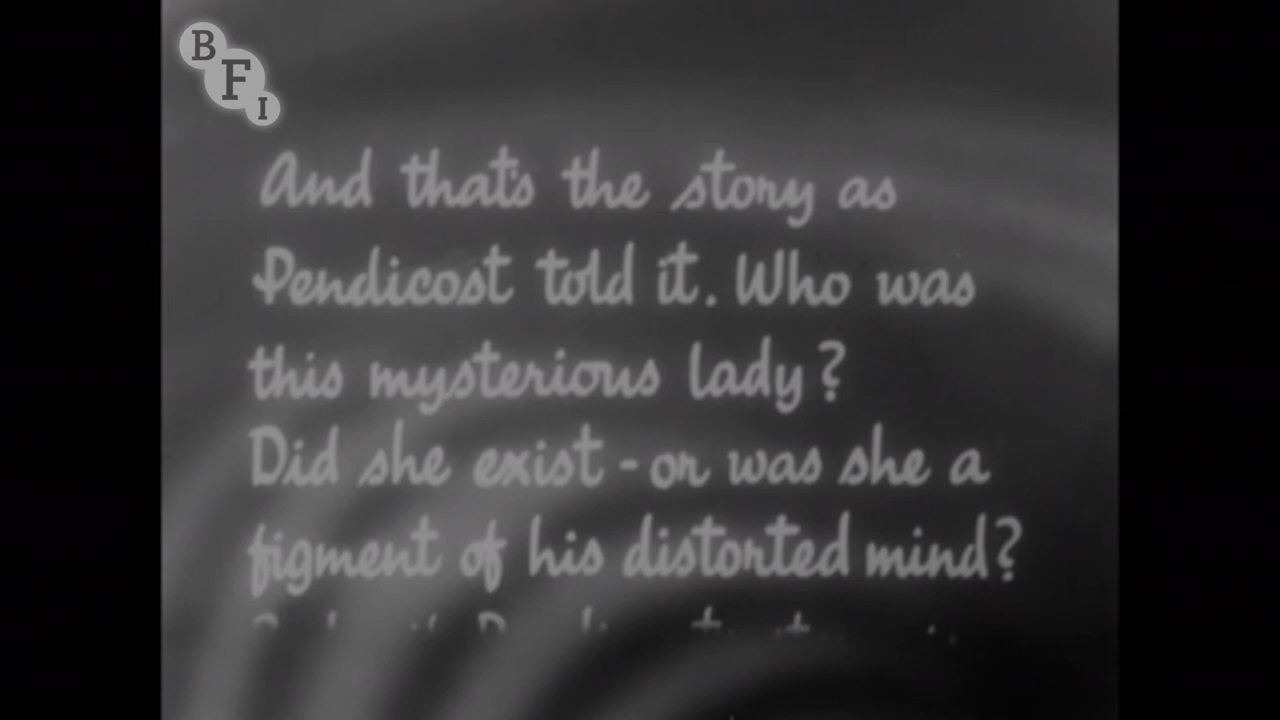 BFI
And that's the story as
Pendicost told it. Who was
this mysterious lady?
Did she exist - or was she a
figment of his distorted mind?